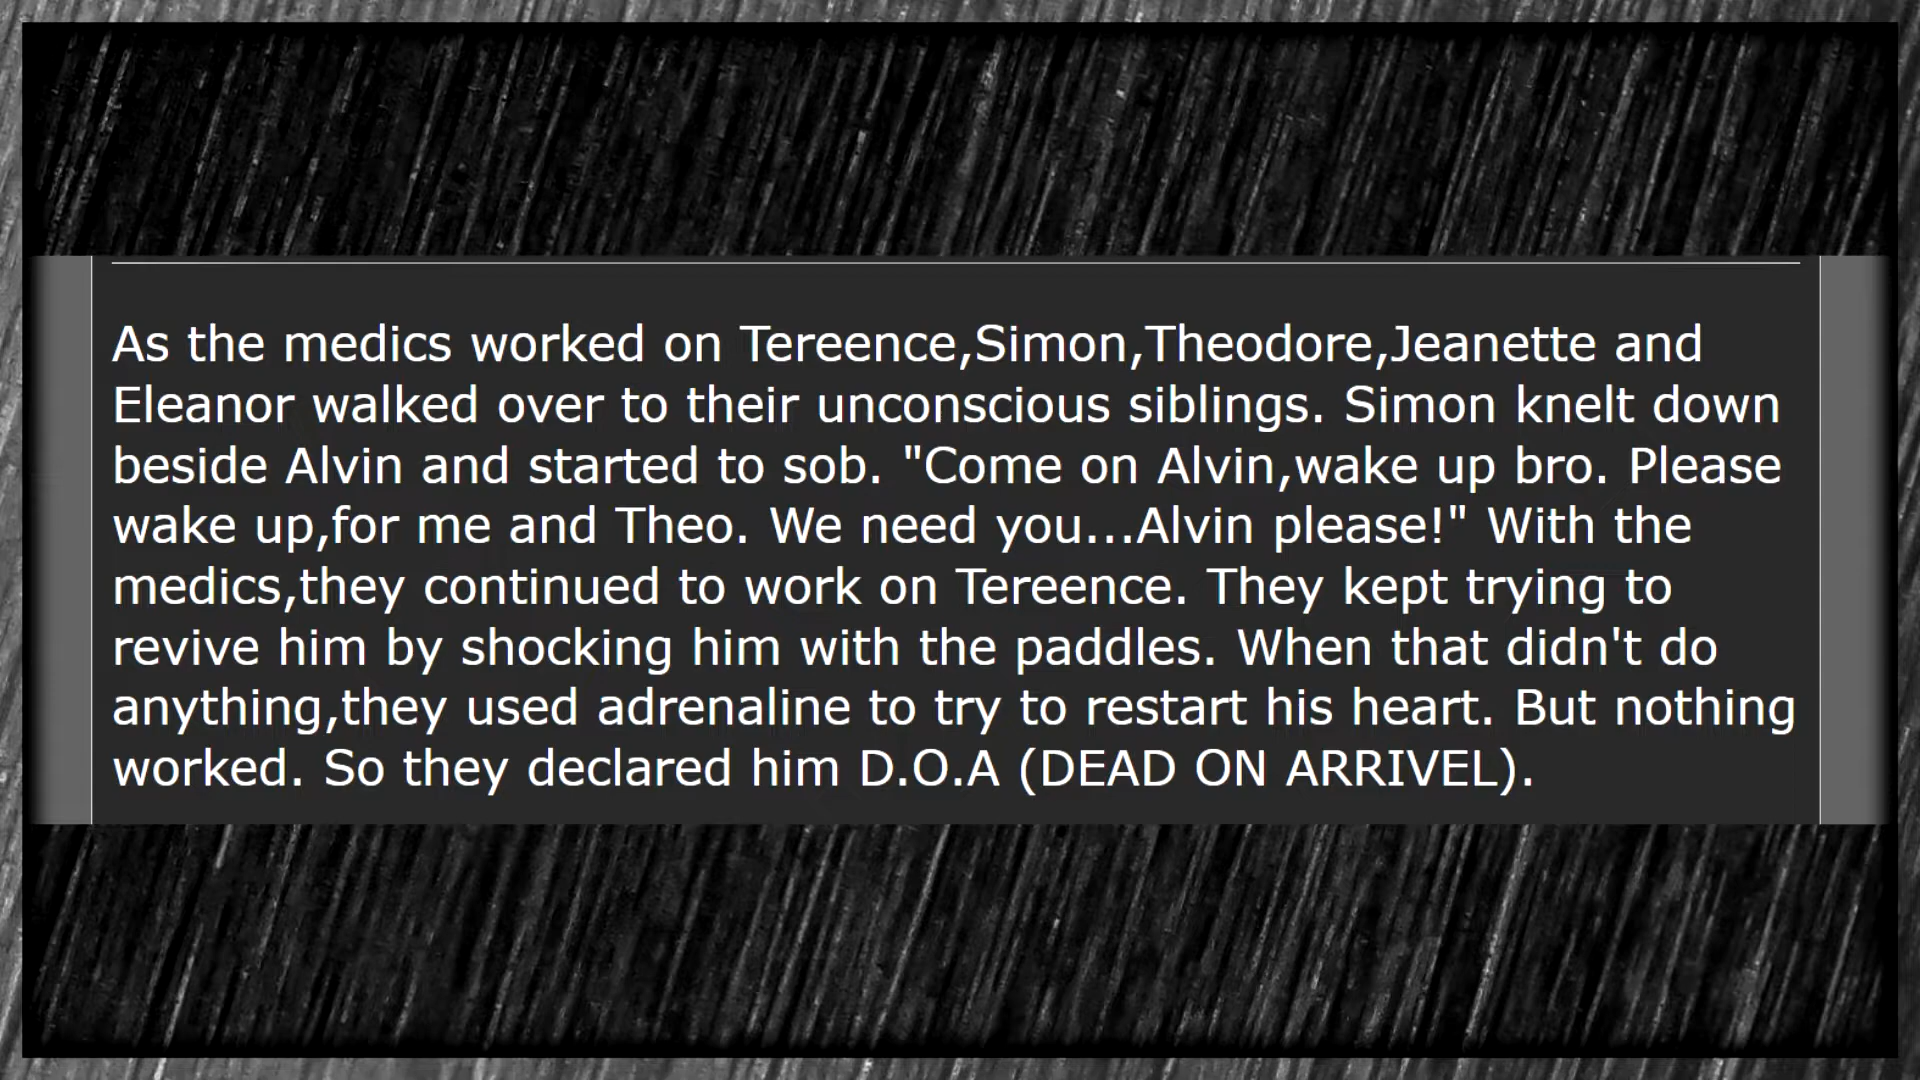 As the medics worked on Tereence,Simon,Theodore,Jeanette and
Eleanor walked over to their unconscious siblings. Simon knelt down
beside Alvin and started to sob. "Come on Alvin,wake up bro. Please
wake up,for me and Theo. We need you...Alvin please!" With the
medics,they continued to work on Tereence. They kept trying to
revive him by shocking him with the paddles. When that didn't do
anything,they used adrenaline to try to restart his heart. But nothing
worked. So they declared him D.O.A (DEAD ON ARRIVEL).